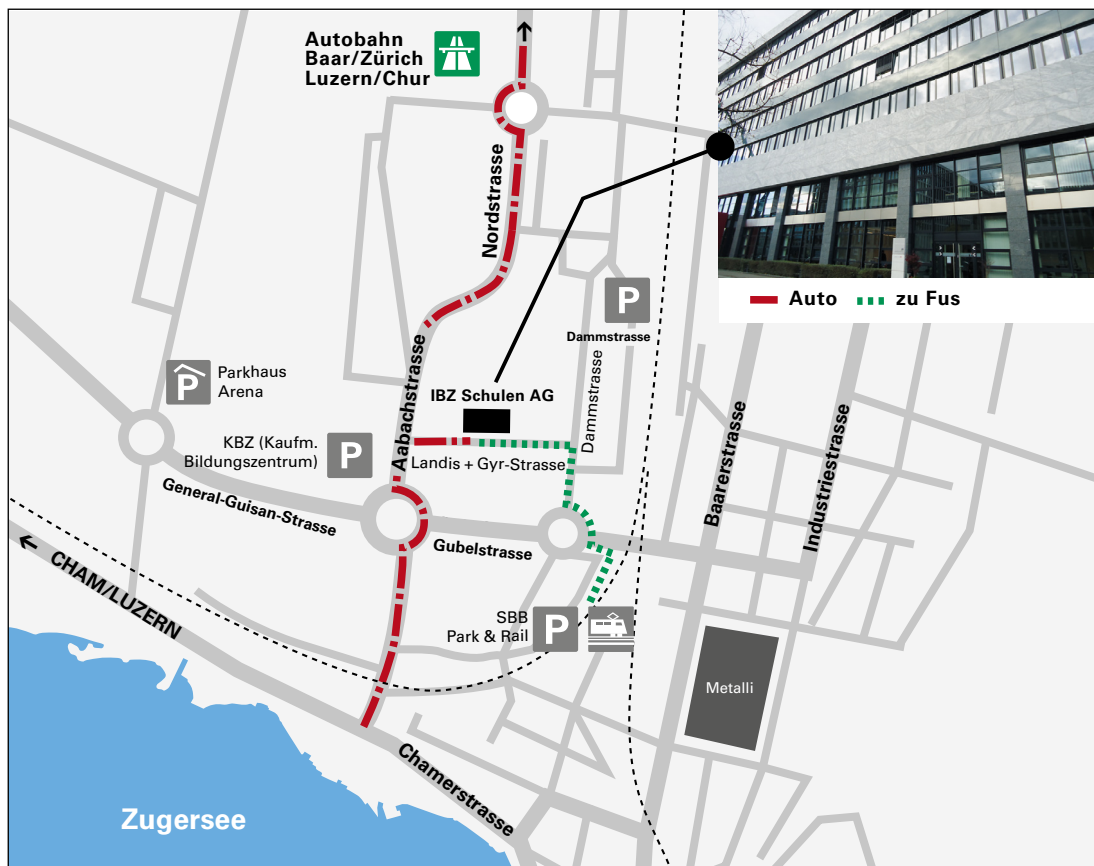 Autobahn
Baar/Zürich
Luzern/Chur
Nordstrasse
Auto
zu Fus
P
Dammstrasse
Dammstrasse
P
Parkhaus
Arena
Aabachstrasse
IBZ Schulen AG
KBZ (Kaufm.
Bildungszentrum)
P
Landis + Gyr-Strasse
Baarerstrasse
Industriestrasse
General-Guisan-Strasse
Gubelstrasse
CHAM/LUZERN
SBB
Park & Rail
P
Metalli
Chamerstrasse
Zugersee